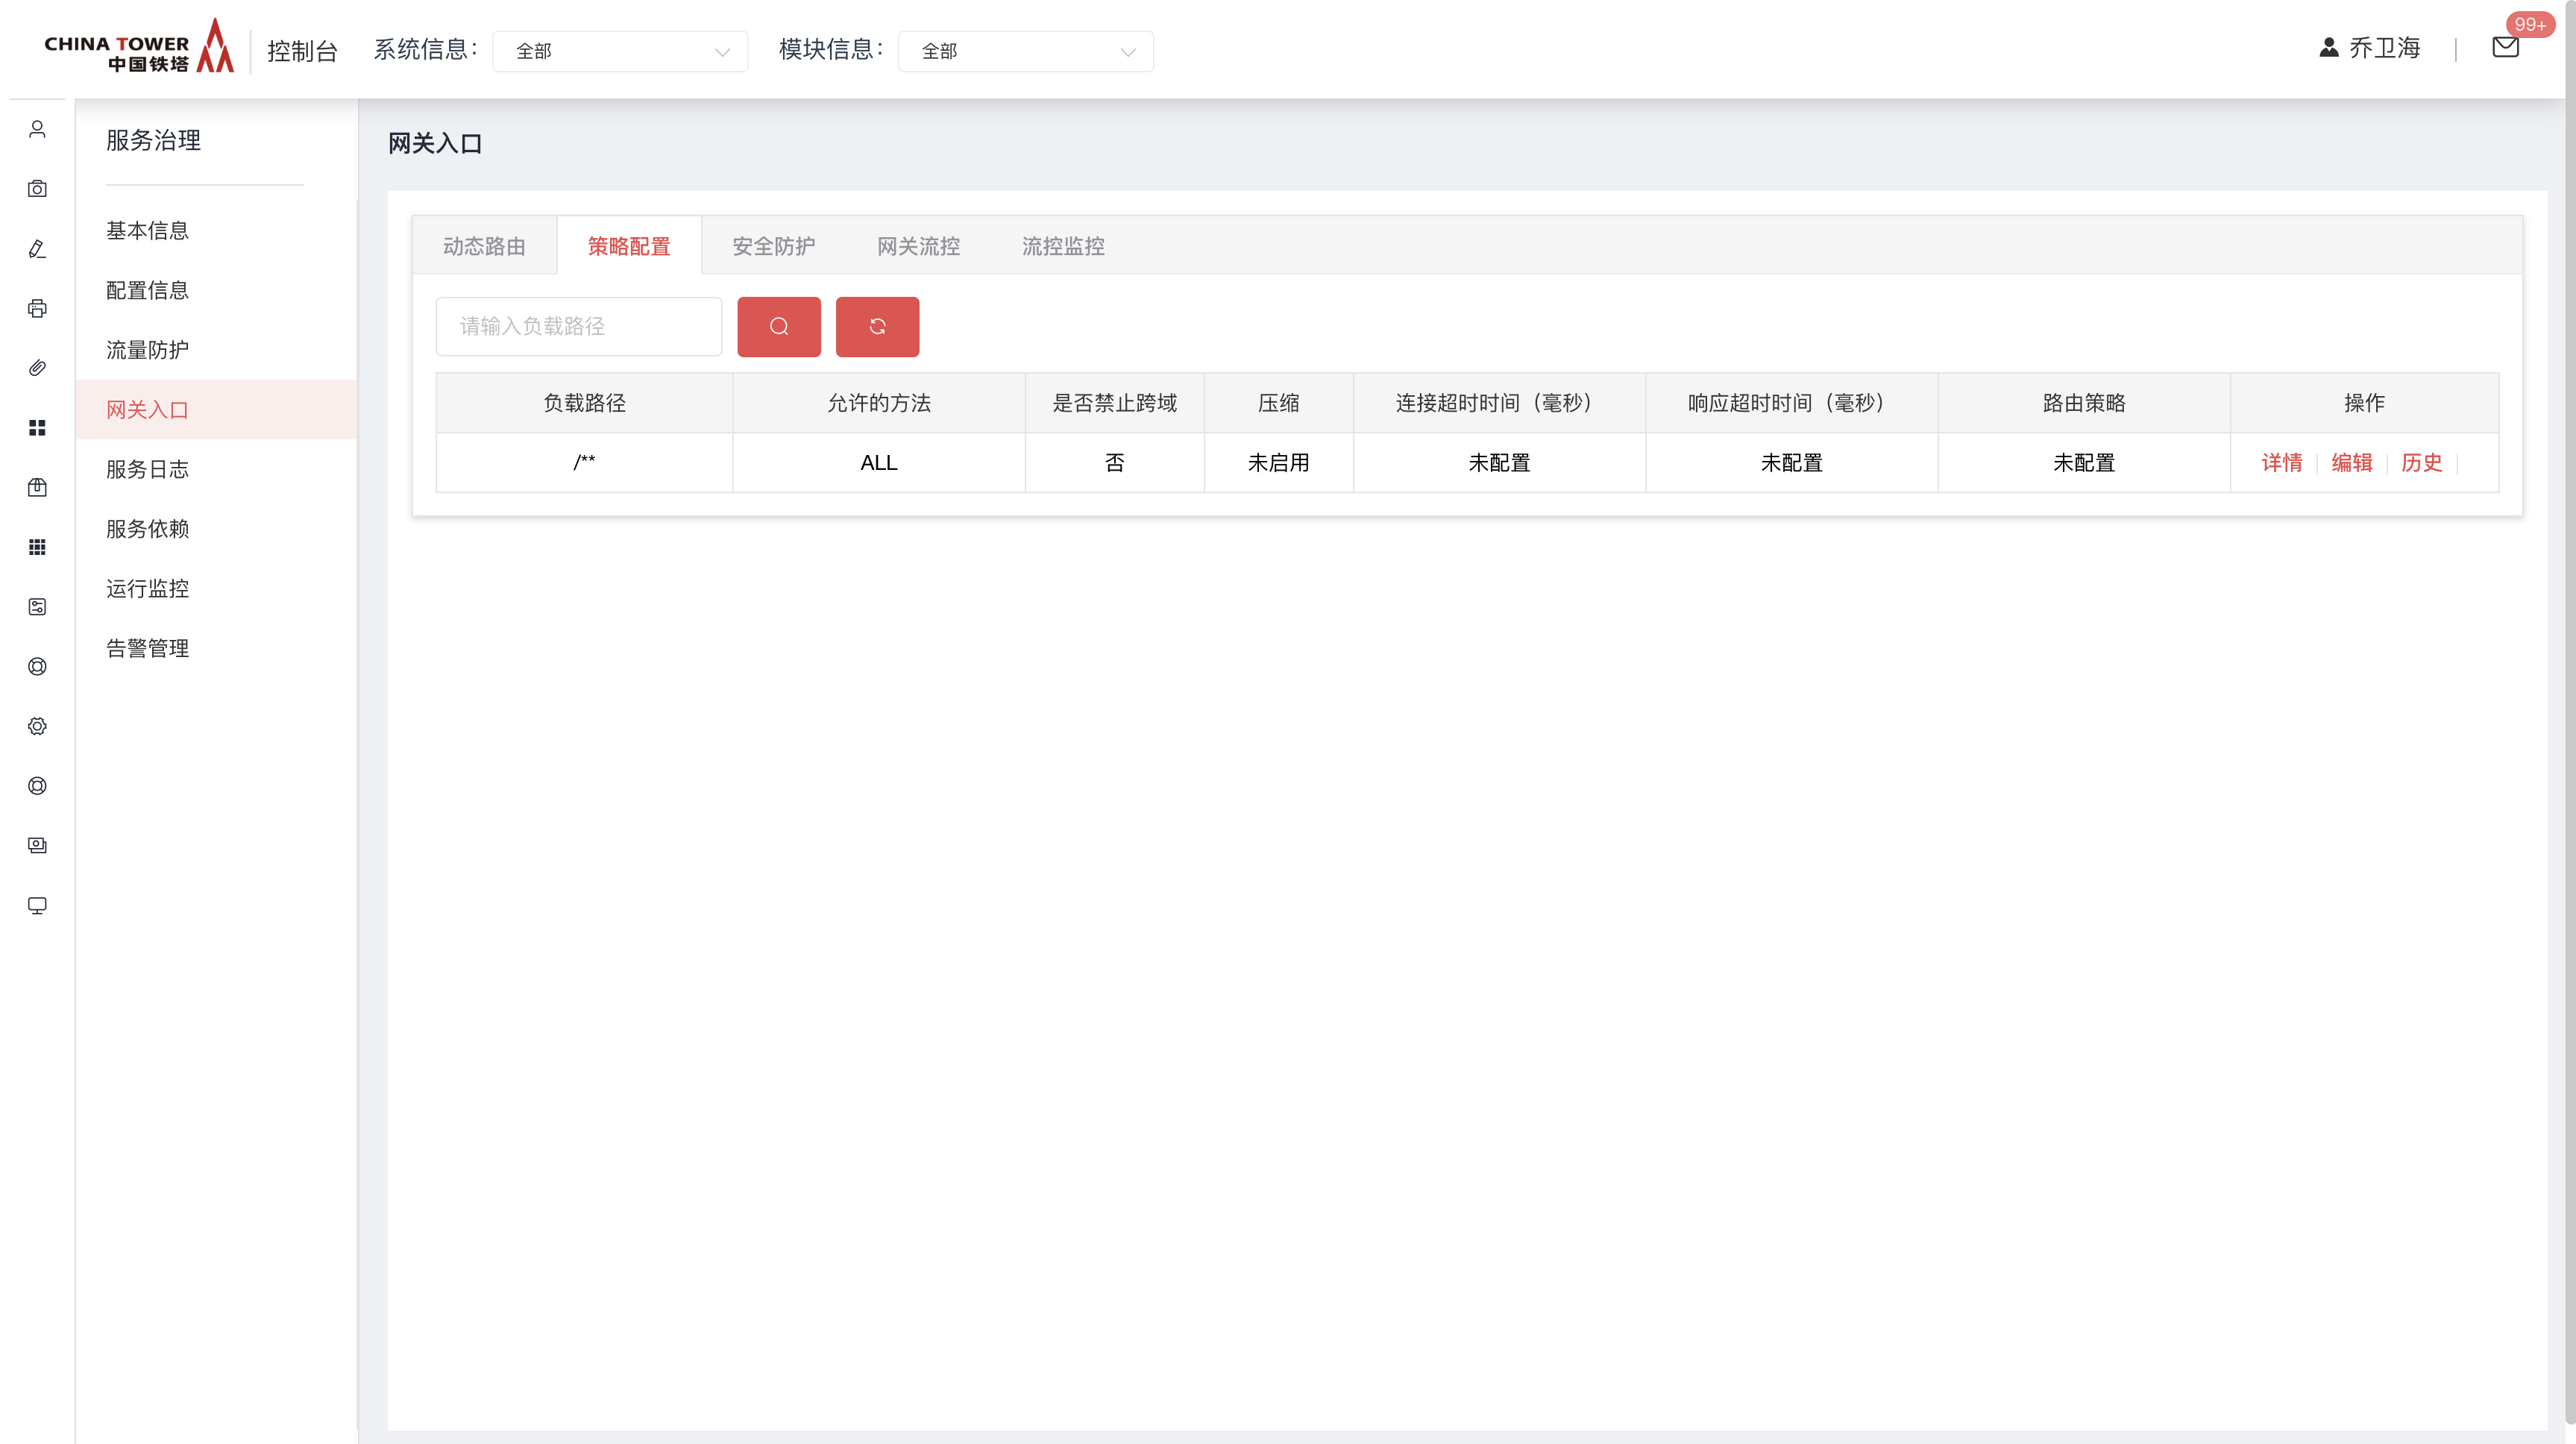 CHINA TOWER
中国铁塔
控制台
系统信息：
全部
模块信息：
全部
乔卫海
99+
服务治理
基本信息
配置信息
流量防护
网关入口
服务日志
服务依赖
运行监控
告警管理
网关入口
动态路由 策略配置 安全防护 网关流控 流控监控
请输入负载路径
负载路径 允许的方法 是否禁止跨域 压缩 连接超时时间（毫秒） 响应超时时间（毫秒） 路由策略 操作
/** ALL 否 未启用 未配置 未配置 未配置 详情 编辑 历史